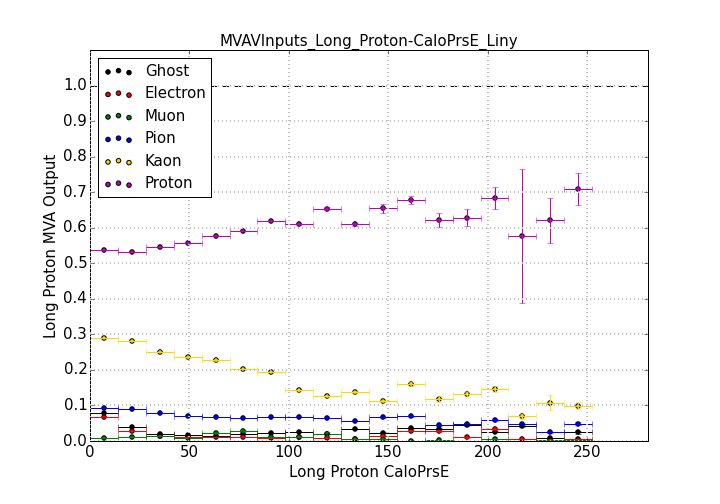 MVAVInputs_Long_Proton-CaloPrsE_Liny
Long Proton MVA Output
1.0
0.9
0.8
0.7
0.6
0.5
0.4
0.3
0.2
0.1
0.0
Ghost
Electron
Muon
Pion
Kaon
Proton
0 50 100 150 200 250
Long Proton CaloPrsE